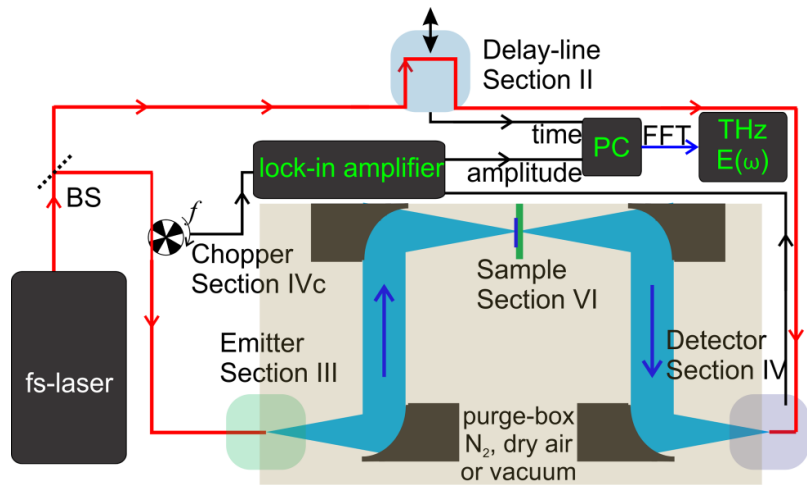 Delay-line
Section II
time
PC
FFT
THz
E(ω)
lock-in amplifier
amplitude
BS
f
Chopper
Section IVc
Sample
Section VI
fs-laser
Emitter
Section III
Detector
Section IV
purge-box
N₂, dry air
or vacuum